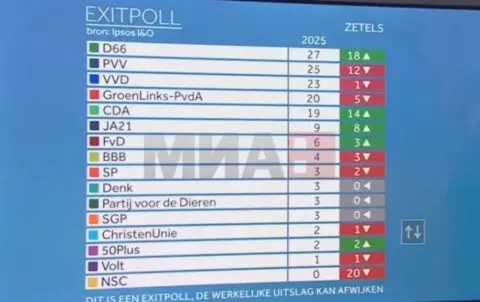 EXITPOLL
bron: Ipsos I&O
2025 ZETELS
D66 27 18 ▲
PVV 25 12 ▼
VVD 23 1 ▼
GroenLinks-PvdA 20 5 ▼
CDA 19 14 ▲
JA21 9 8 ▲
FvD 6 3 ▲
BBB 4 3 ▼
SP 3 2 ▼
Denk 3 0 ◄
Partij voor de Dieren 3 0 ◄
SGP 3 0 ◄
ChristenUnie 2 1 ▼
50Plus 2 2 ▲
Volt 1 1 ▼
NSC 0 20 ▼
DIT IS EEN EXITPOLL, DE WERKELIJKE UITSLAG KAN AFWIJKEN
МИА